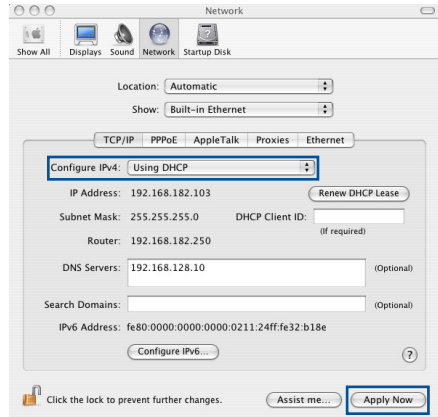 Network
Show All Displays Sound Network Startup Disk
Location: Automatic
Show: Built-in Ethernet
TCP/IP PPPoE AppleTalk Proxies Ethernet
Configure IPv4: Using DHCP
IP Address: 192.168.182.103 Renew DHCP Lease
Subnet Mask: 255.255.255.0 DHCP Client ID:
(If required)
Router: 192.168.182.250
DNS Servers: 192.168.128.10 (Optional)
Search Domains: (Optional)
IPv6 Address: fe80:0000:0000:0000:0211:24ff:fe32:b18e
Configure IPv6... ?
Click the lock to prevent further changes. Assist me... Apply Now